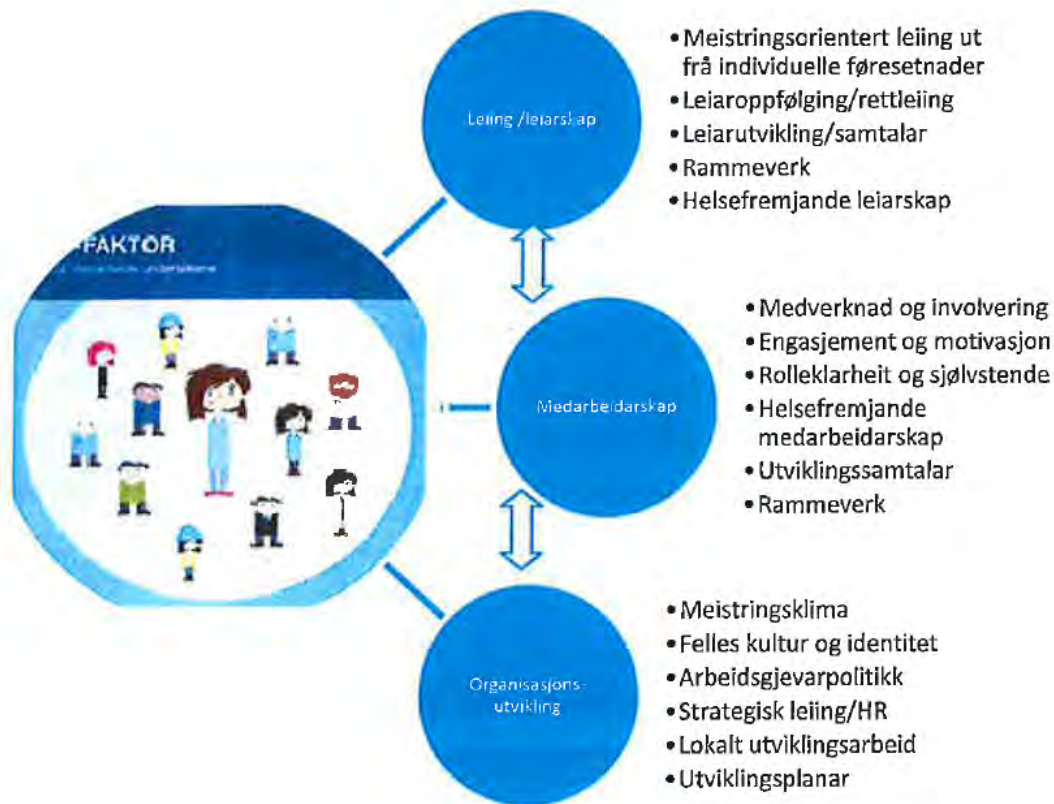 Leiing /leiarskap
• Meistringsorientert leiing ut
frå individuelle føresetnader
• Leiaroppfølging/rettleiing
• Leiarutvikling/samtalar
• Rammeverk
• Helsefremjande leiarskap
-FAKTOR
Medarbeidarskap
• Medverknad og involvering
• Engasjement og motivasjon
• Rolleklarheit og sjølvstende
• Helsefremjande
medarbeidarskap
• Utviklingssamtalar
• Rammeverk
Organisasjons-
utvikling
• Meistringsklima
• Felles kultur og identitet
• Arbeidsgjevarpolitikk
• Strategisk leiing/HR
• Lokalt utviklingsarbeid
• Utviklingsplanar